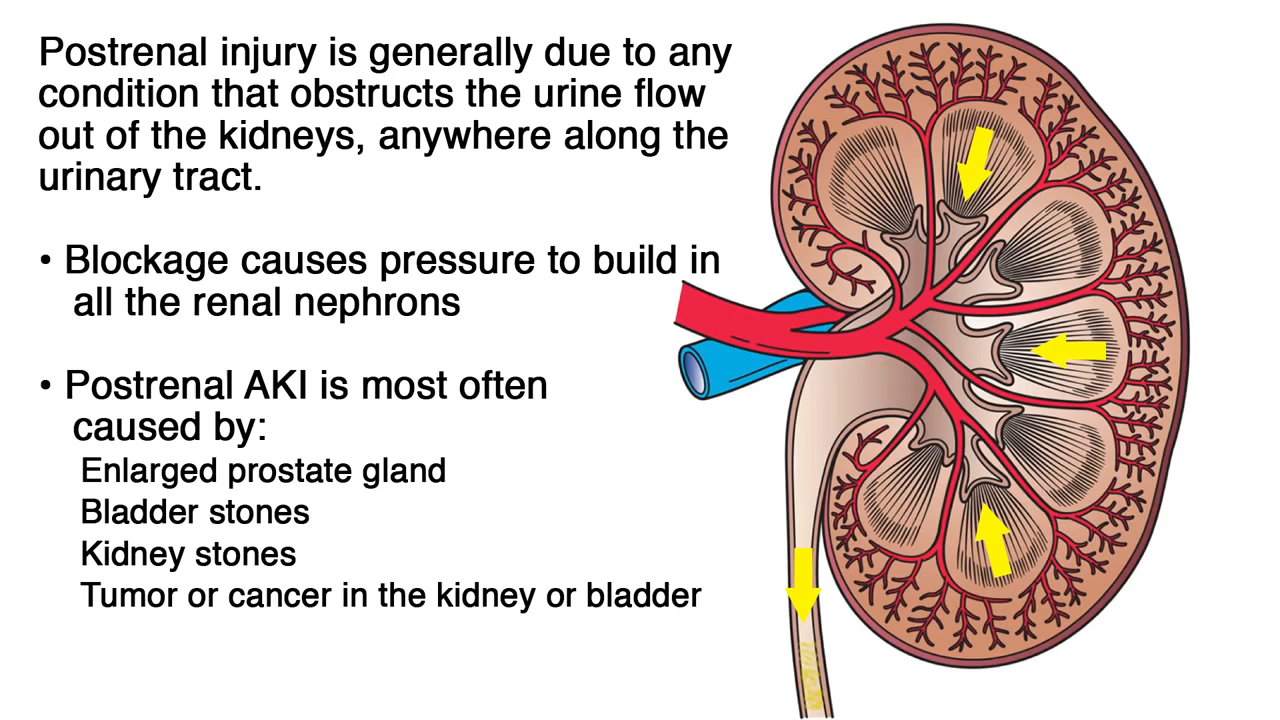 Postrenal injury is generally due to any
condition that obstructs the urine flow
out of the kidneys, anywhere along the
urinary tract.
• Blockage causes pressure to build in
all the renal nephrons
• Postrenal AKI is most often
caused by:
Enlarged prostate gland
Bladder stones
Kidney stones
Tumor or cancer in the kidney or bladder